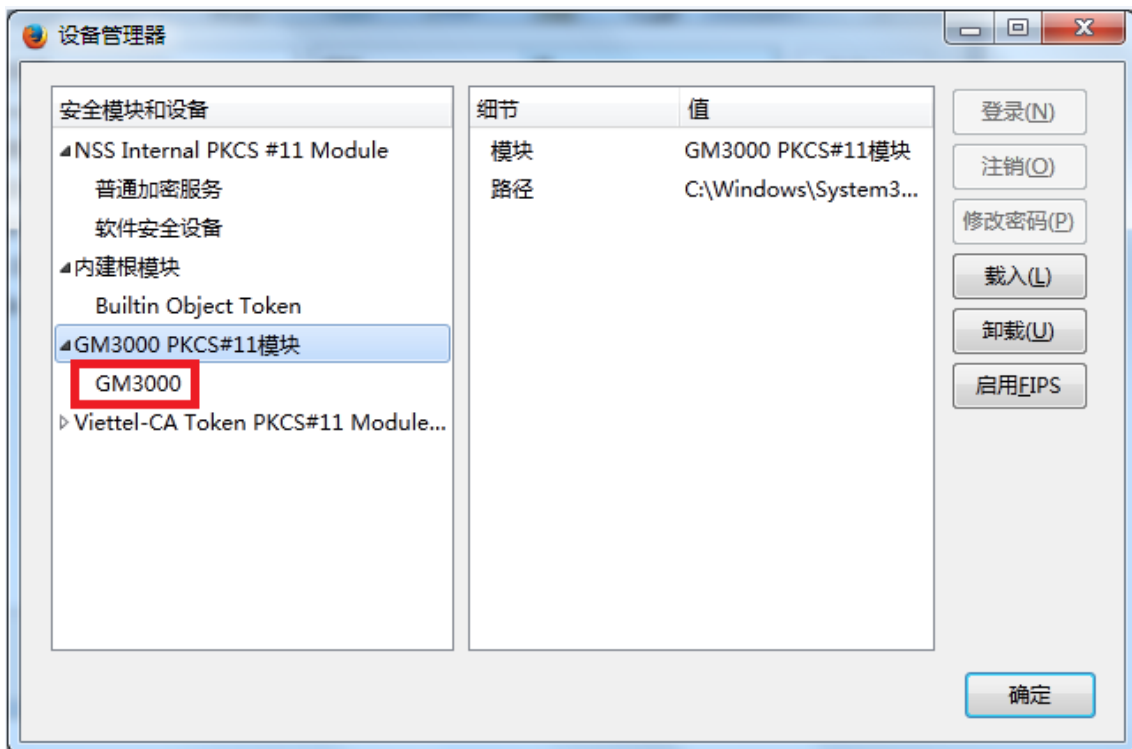 设备管理器
安全模块和设备
NSS Internal PKCS #11 Module
普通加密服务
软件安全设备
内建根模块
Builtin Object Token
GM3000 PKCS#11模块
GM3000
Viettel-CA Token PKCS#11 Module...
细节 值
模块 GM3000 PKCS#11模块
路径 C:\Windows\System3...
登录(N)
注销(O)
修改密码(P)
载入(L)
卸载(U)
启用FIPS
确定